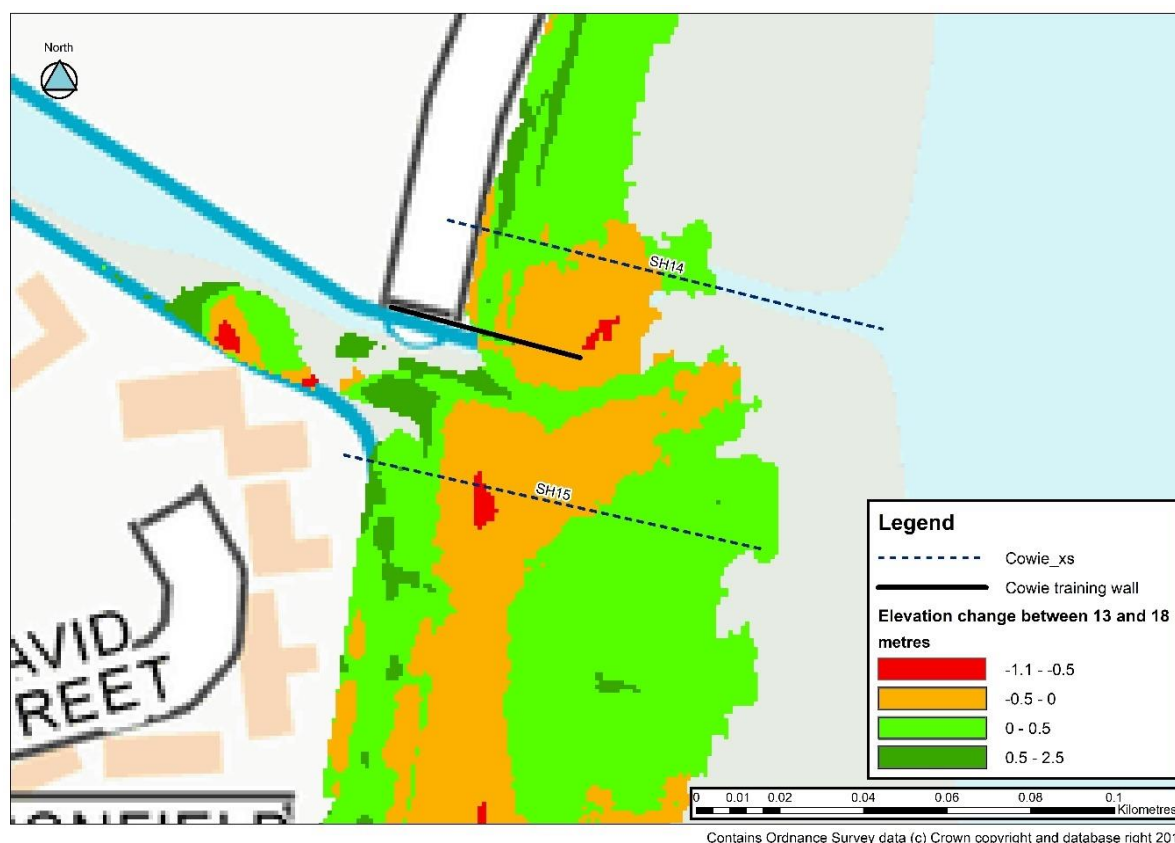 North
SH14
SH15
AVID
REET
Legend
Cowie_xs
Cowie training wall
Elevation change between 13 and 18
metres
-1.1 - -0.5
-0.5 - 0
0 - 0.5
0.5 - 2.5
0 0.01 0.02 0.04 0.06 0.08 0.1
Kilometres
Contains Ordnance Survey data (c) Crown copyright and database right 201